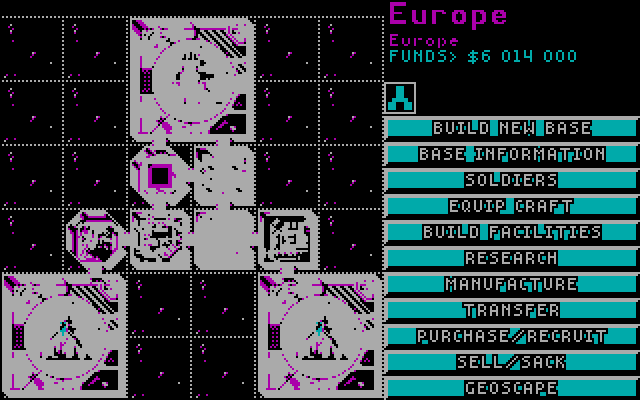 Europe
Europe
FUNDS> $6 014 000
BUILD NEW BASE
BASE INFORMATION
SOLDIERS
EQUIP CRAFT
BUILD FACILITIES
RESEARCH
MANUFACTURE
TRANSFER
PURCHASE/RECRUIT
SELL/SACK
GEOSCAPE